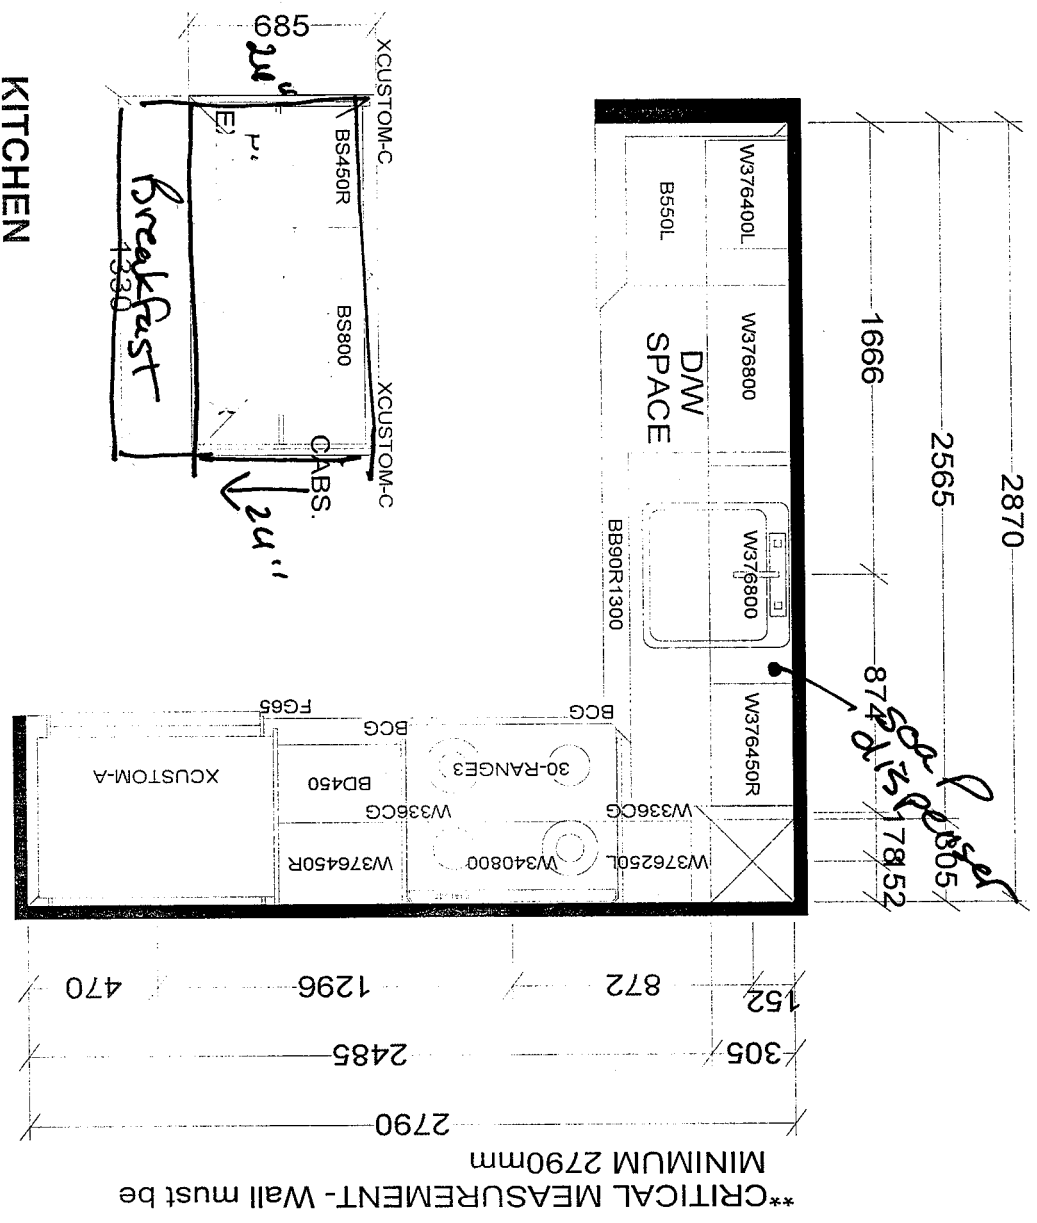 KITCHEN
685
24"
XCUSTOM-C
BS450R
BS800
XCUSTOM-C
CABS.
24"
Breakfast
1330
W376400L
B550L
W376800
D/W
SPACE
W376800
BB90R1300
W376450R
1666
2565
2870
874
178
152
305
soap
dispenser
FG65
BCG
BCG
XCUSTOM-A
BD450
30-RANGE3
W336CG
W336CG
W376450R
W340800
W376250L
470
1296
872
152
2485
305
2790
**CRITICAL MEASUREMENT- Wall must be
MINIMUM 2790mm